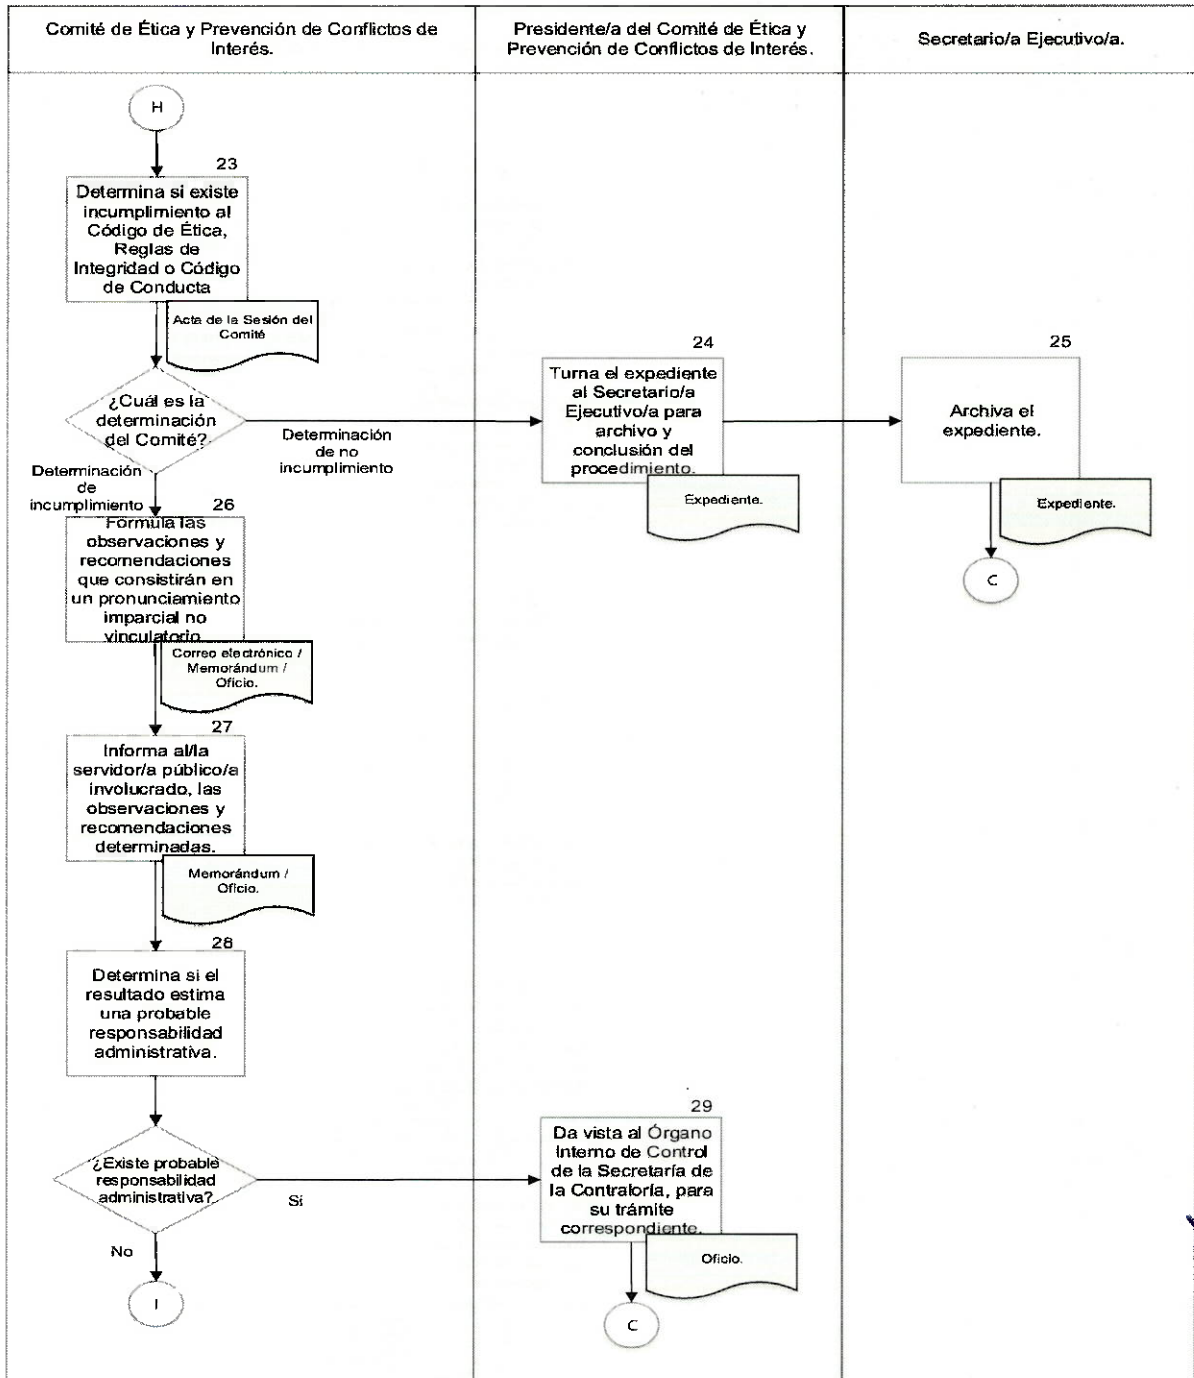 Comité de Ética y Prevención de Conflictos de
Interés.
Presidente/a del Comité de Ética y
Prevención de Conflictos de Interés.
Secretario/a Ejecutivo/a.
H
23
Determina si existe
incumplimiento al
Código de Ética,
Reglas de
Integridad o Código
de Conducta
Acta de la Sesión del
Comité
¿Cuál es la
determinación
del Comité?
Determinación
de no
incumplimiento
24
Turna el expediente
al Secretario/a
Ejecutivo/a para
archivo y
conclusión del
procedimiento.
Expediente.
25
Archiva el
expediente.
Expediente.
C
Determinación
de
incumplimiento
26
Formula las
observaciones y
recomendaciones
que consistirán en
un pronunciamiento
imparcial no
vinculatorio
Correo electrónico /
Memorándum /
Oficio.
27
Informa al/la
servidor/a público/a
involucrado, las
observaciones y
recomendaciones
determinadas.
Memorándum /
Oficio.
28
Determina si el
resultado estima
una probable
responsabilidad
administrativa.
¿Existe probable
responsabilidad
administrativa?
Sí
29
Da vista al Órgano
Interno de Control
de la Secretaría de
la Contraloría, para
su trámite
correspondiente.
Oficio.
C
No
I